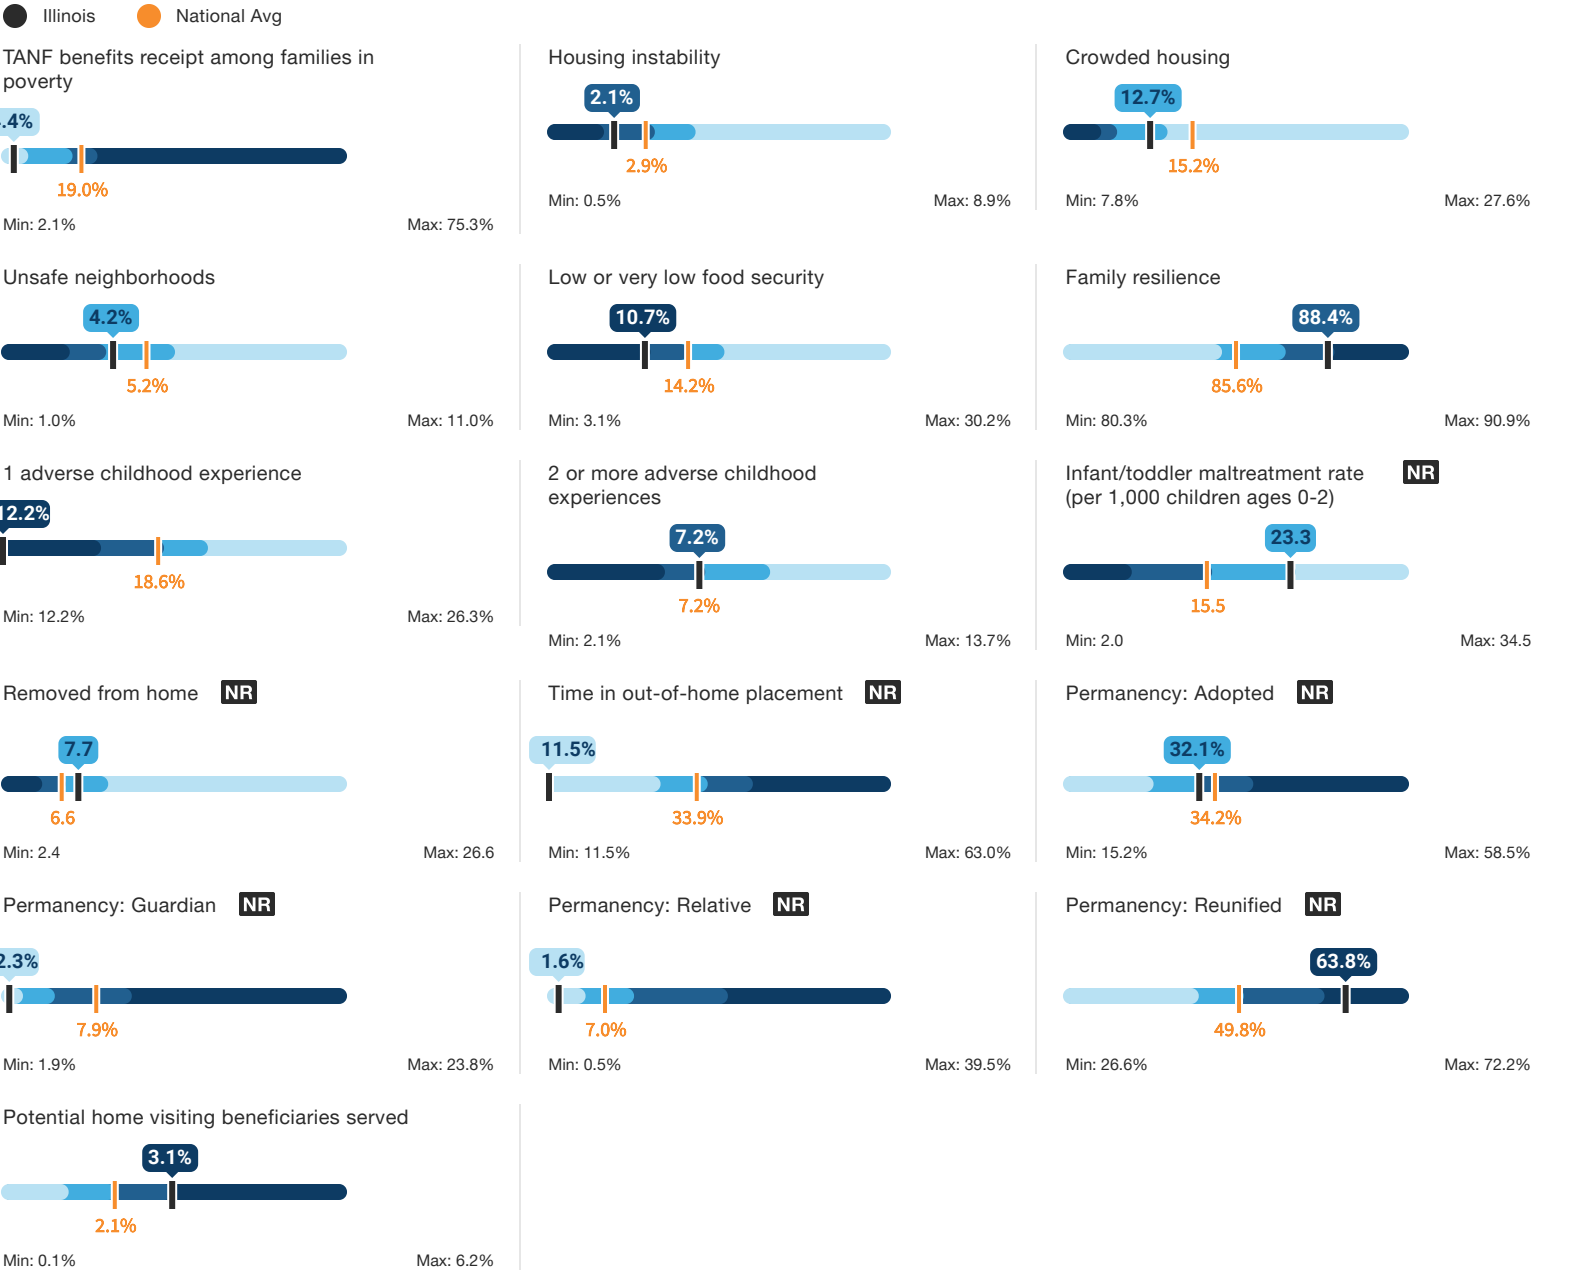 Illinois National Avg
TANF benefits receipt among families in
poverty
.4%
19.0%
Min: 2.1% Max: 75.3%
Housing instability
2.1%
2.9%
Min: 0.5% Max: 8.9%
Crowded housing
12.7%
15.2%
Min: 7.8% Max: 27.6%
Unsafe neighborhoods
4.2%
5.2%
Min: 1.0% Max: 11.0%
Low or very low food security
10.7%
14.2%
Min: 3.1% Max: 30.2%
Family resilience
88.4%
85.6%
Min: 80.3% Max: 90.9%
1 adverse childhood experience
12.2%
18.6%
Min: 12.2% Max: 26.3%
2 or more adverse childhood
experiences
7.2%
7.2%
Min: 2.1% Max: 13.7%
Infant/toddler maltreatment rate NR
(per 1,000 children ages 0-2)
23.3
15.5
Min: 2.0 Max: 34.5
Removed from home NR
7.7
6.6
Min: 2.4 Max: 26.6
Time in out-of-home placement NR
11.5%
33.9%
Min: 11.5% Max: 63.0%
Permanency: Adopted NR
32.1%
34.2%
Min: 15.2% Max: 58.5%
Permanency: Guardian NR
2.3%
7.9%
Min: 1.9% Max: 23.8%
Permanency: Relative NR
1.6%
7.0%
Min: 0.5% Max: 39.5%
Permanency: Reunified NR
63.8%
49.8%
Min: 26.6% Max: 72.2%
Potential home visiting beneficiaries served
3.1%
2.1%
Min: 0.1% Max: 6.2%